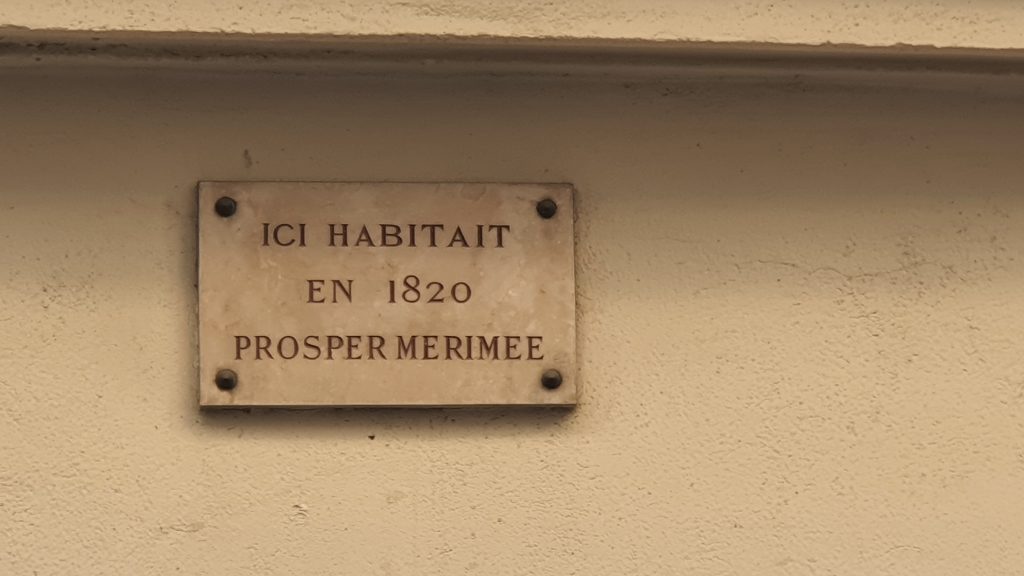 ICI HABITAIT
EN 1820
PROSPER MERIMEE